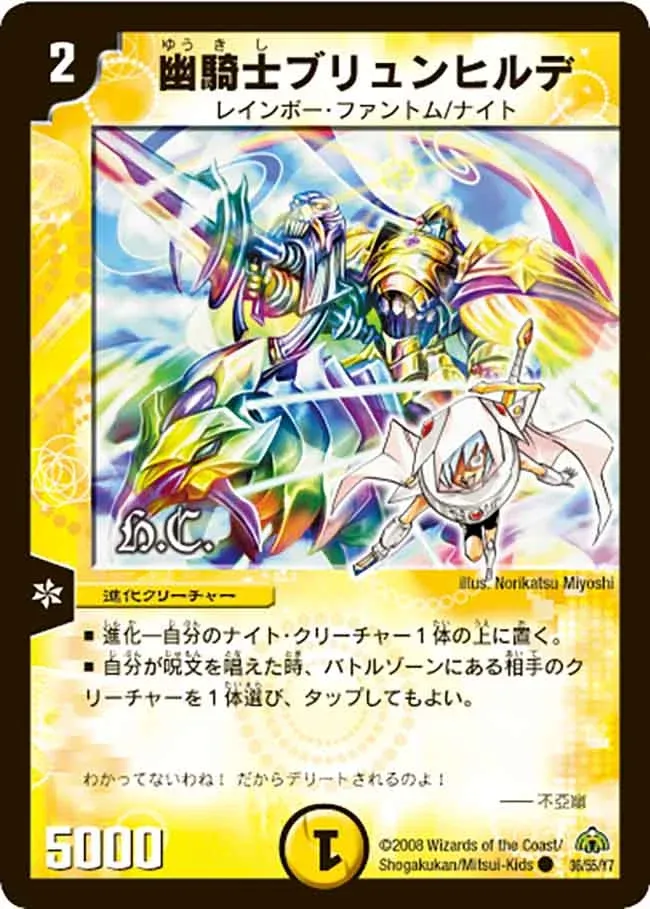 2
ゆうきし
幽騎士ブリュンヒルデ
レインボー・ファントム/ナイト
H.C.
illus. Norikatsu Miyoshi
進化クリーチャー
■ 進化―自分のナイト・クリーチャー1体の上に置く。
■ 自分が呪文を唱えた時、バトルゾーンにある相手のク
リーチャーを1体選び、タップしてもよい。
わかってないわね! だからデリートされるのよ!
―― 不亞幽
5000
1
©2008 Wizards of the Coast/
Shogakukan/Mitsui-Kids
36/55/Y7